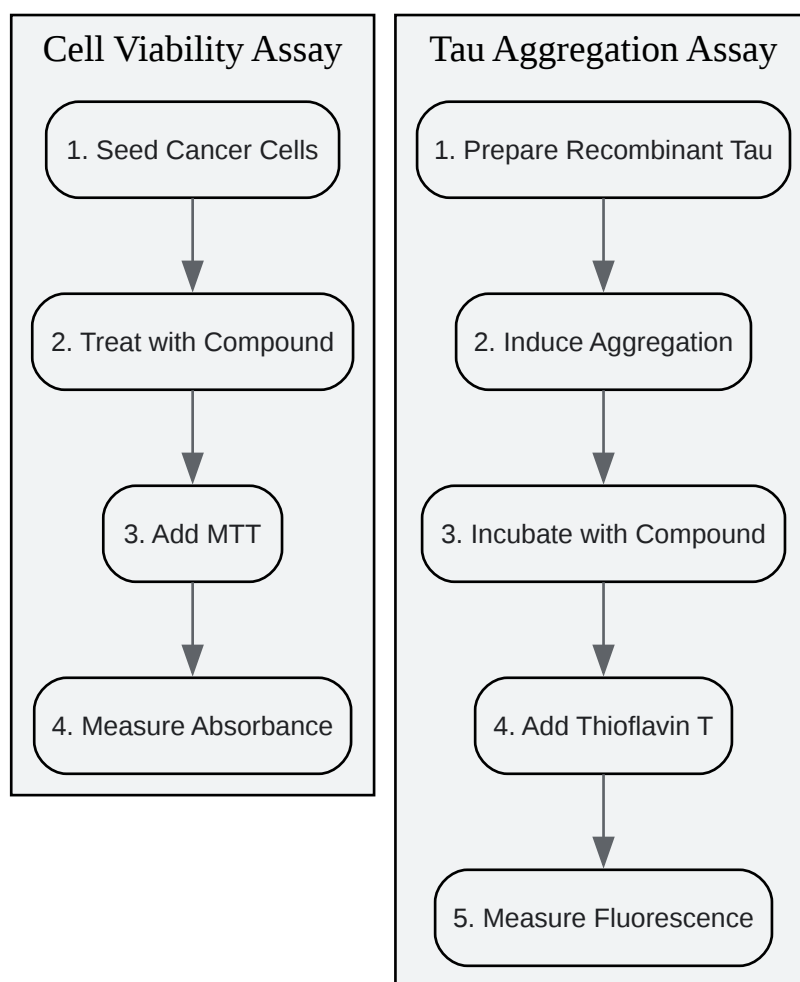 Cell Viability Assay
1. Seed Cancer Cells
2. Treat with Compound
3. Add MTT
4. Measure Absorbance
Tau Aggregation Assay
1. Prepare Recombinant Tau
2. Induce Aggregation
3. Incubate with Compound
4. Add Thioflavin T
5. Measure Fluorescence